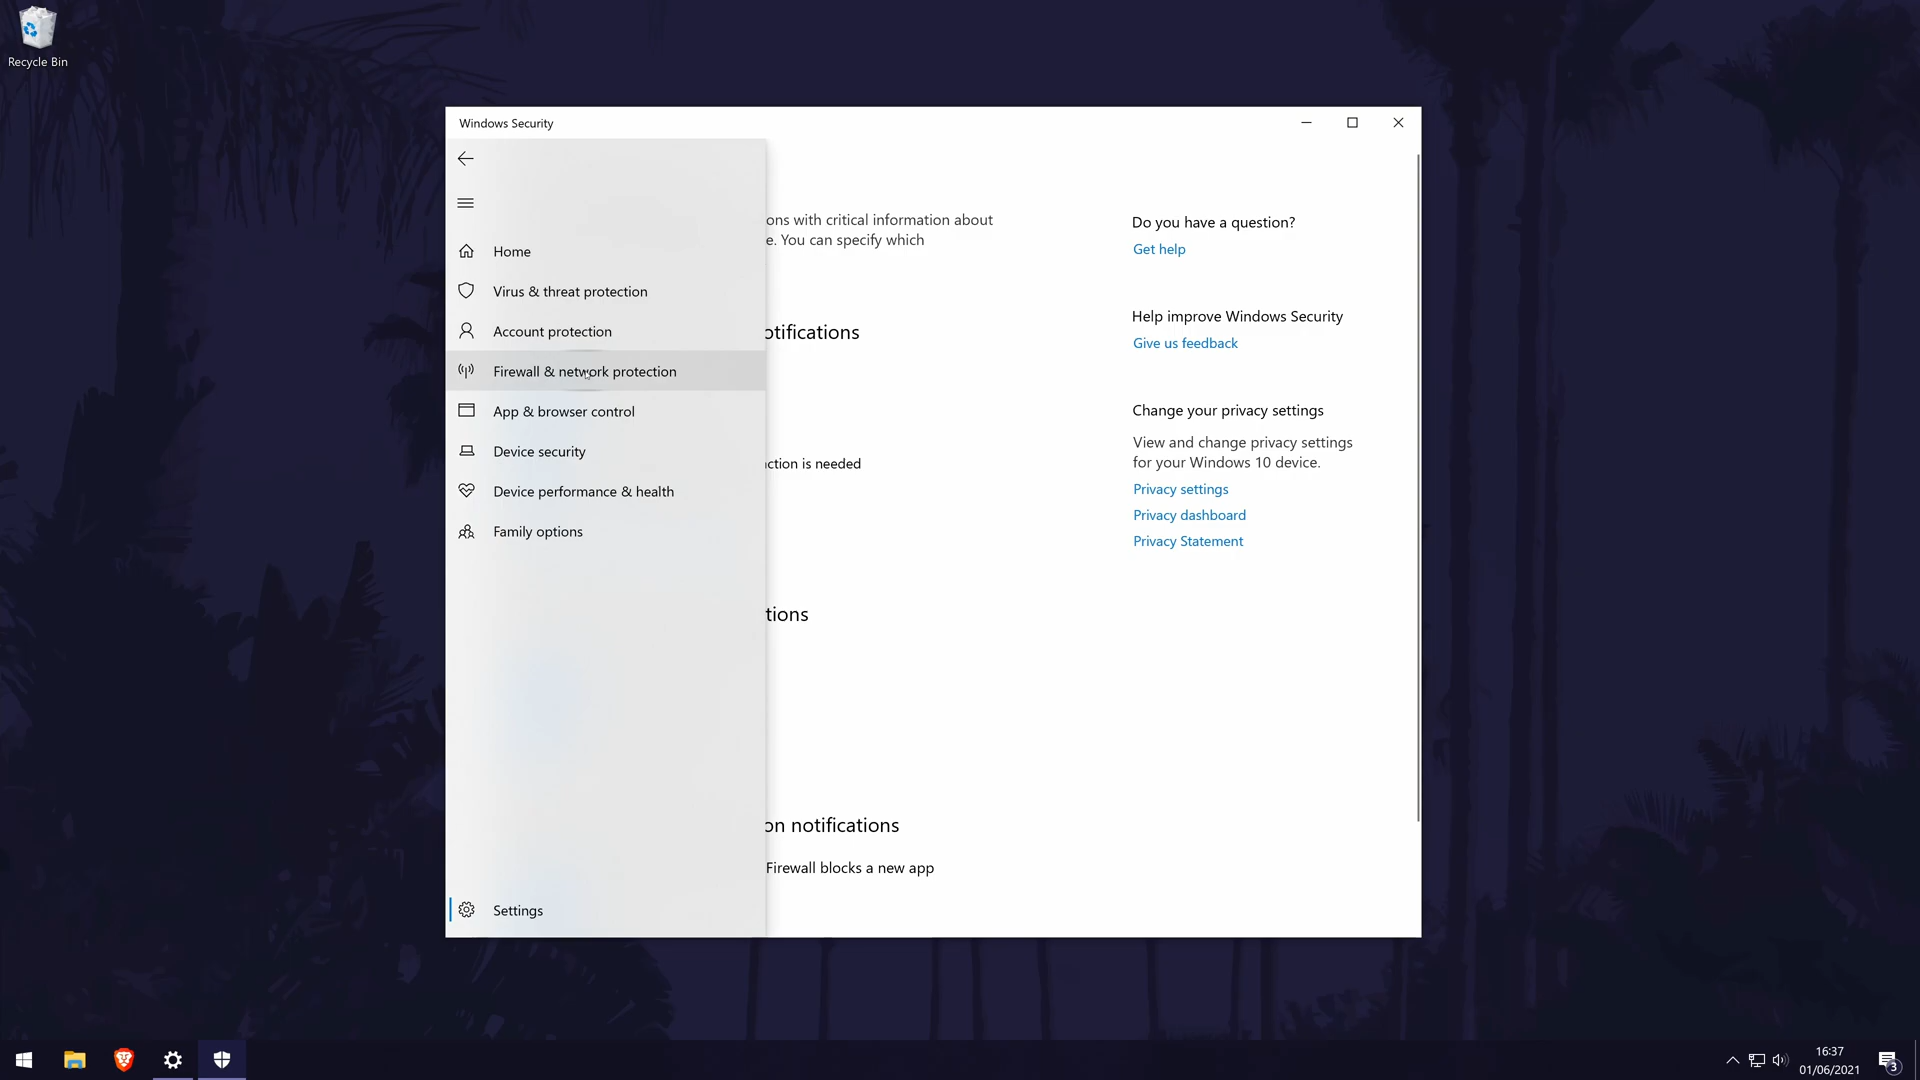 Recycle Bin
Windows Security
Home
Virus & threat protection
Account protection
Firewall & network protection
App & browser control
Device security
Device performance & health
Family options
Settings
ons with critical information about
e. You can specify which
otifications
ction is needed
tions
on notifications
Firewall blocks a new app
Do you have a question?
Get help
Help improve Windows Security
Give us feedback
Change your privacy settings
View and change privacy settings
for your Windows 10 device.
Privacy settings
Privacy dashboard
Privacy Statement
16:37
01/06/2021
3